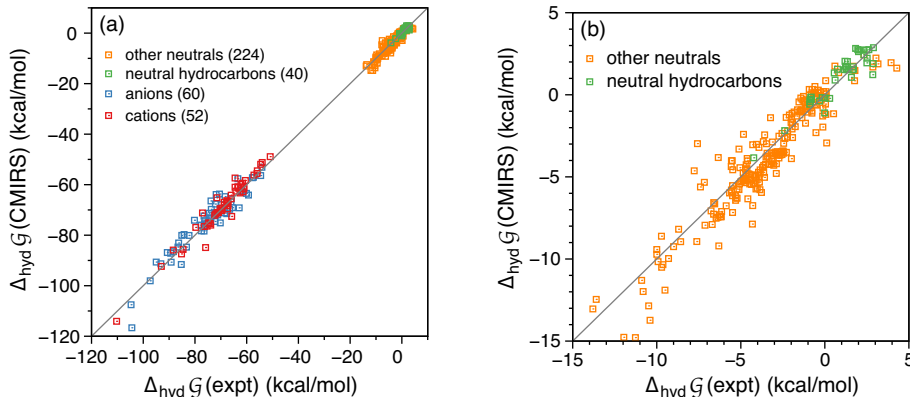 (a)
other neutrals (224)
neutral hydrocarbons (40)
anions (60)
cations (52)
0
−20
−40
−60
−80
−100
−120
−120
−100
−80
−60
−40
−20
0
Δhyd 𝒢 (CMIRS) (kcal/mol)
Δhyd 𝒢 (expt) (kcal/mol)
(b)
other neutrals
neutral hydrocarbons
5
0
−5
−10
−15
−15
−10
−5
0
5
Δhyd 𝒢 (CMIRS) (kcal/mol)
Δhyd 𝒢 (expt) (kcal/mol)